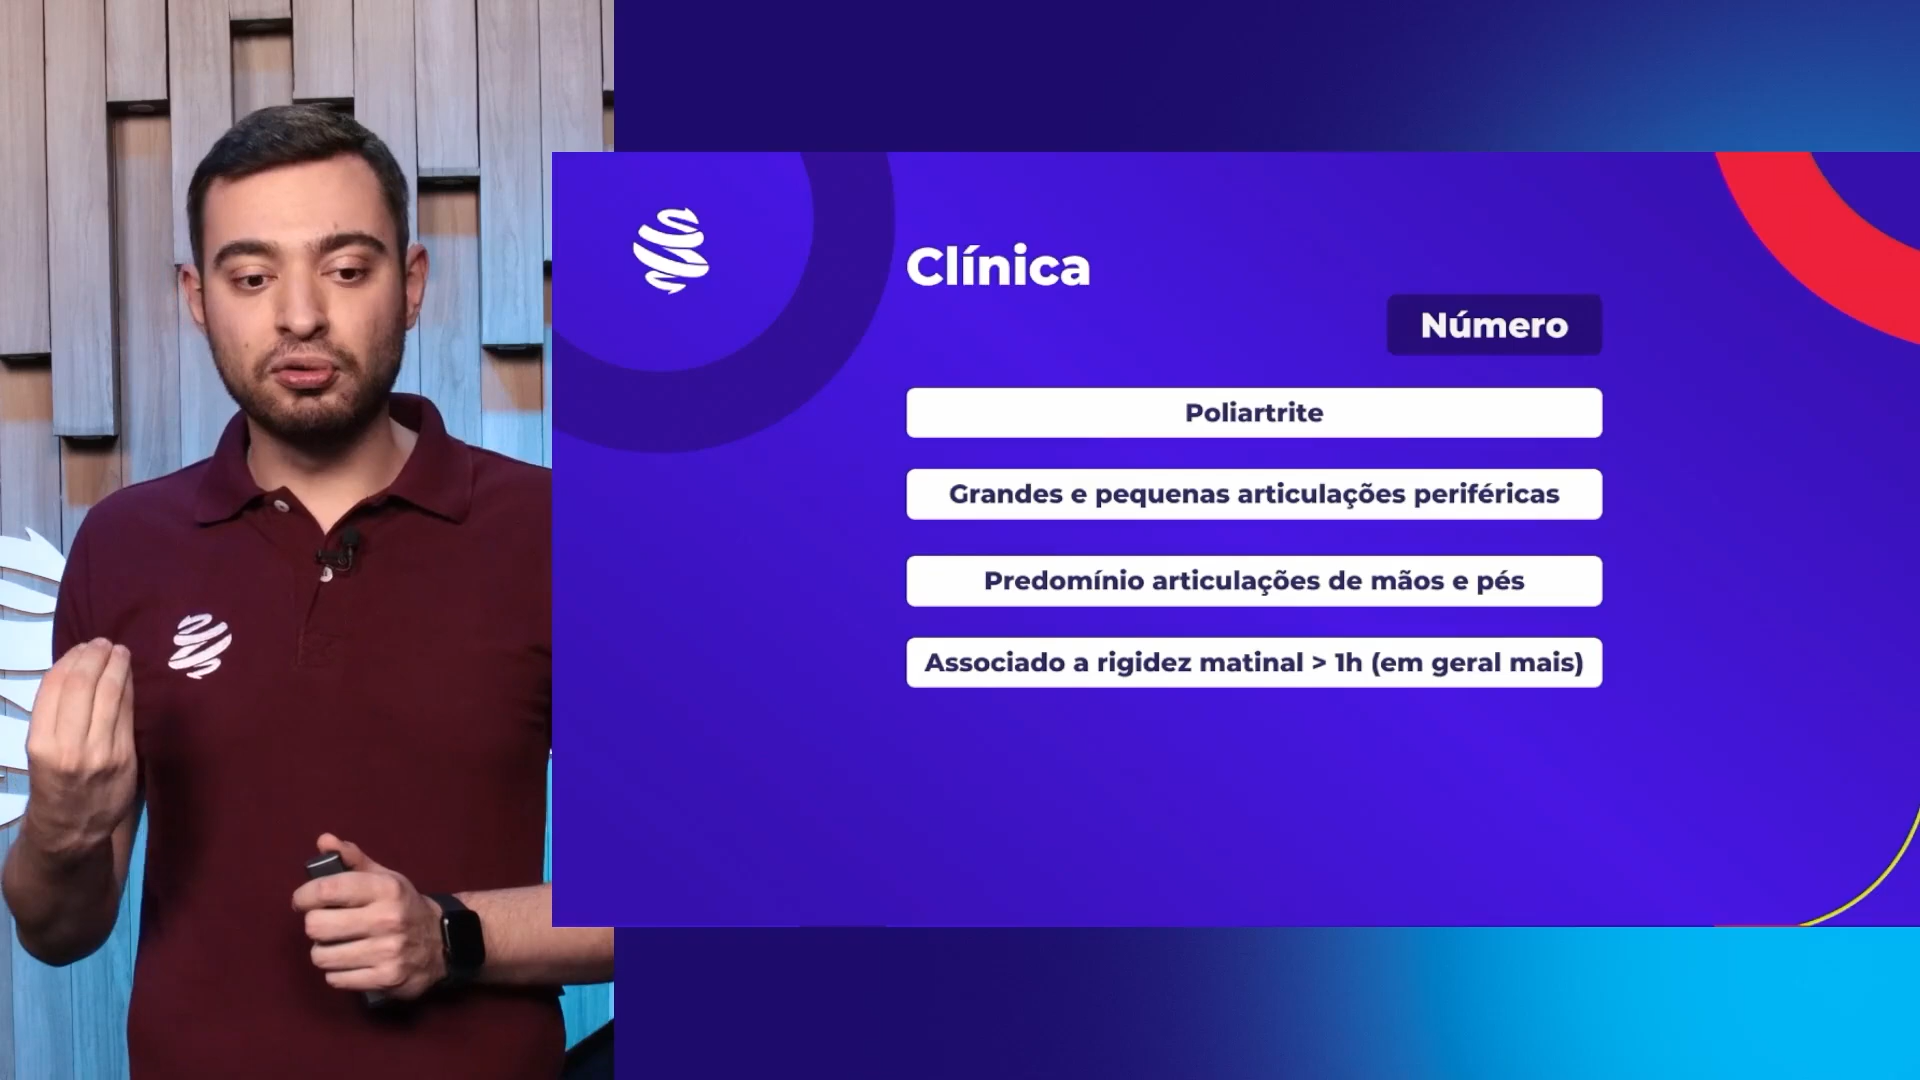 Clínica
Número
Poliartrite
Grandes e pequenas articulações periféricas
Predomínio articulações de mãos e pés
Associado a rigidez matinal > 1h (em geral mais)